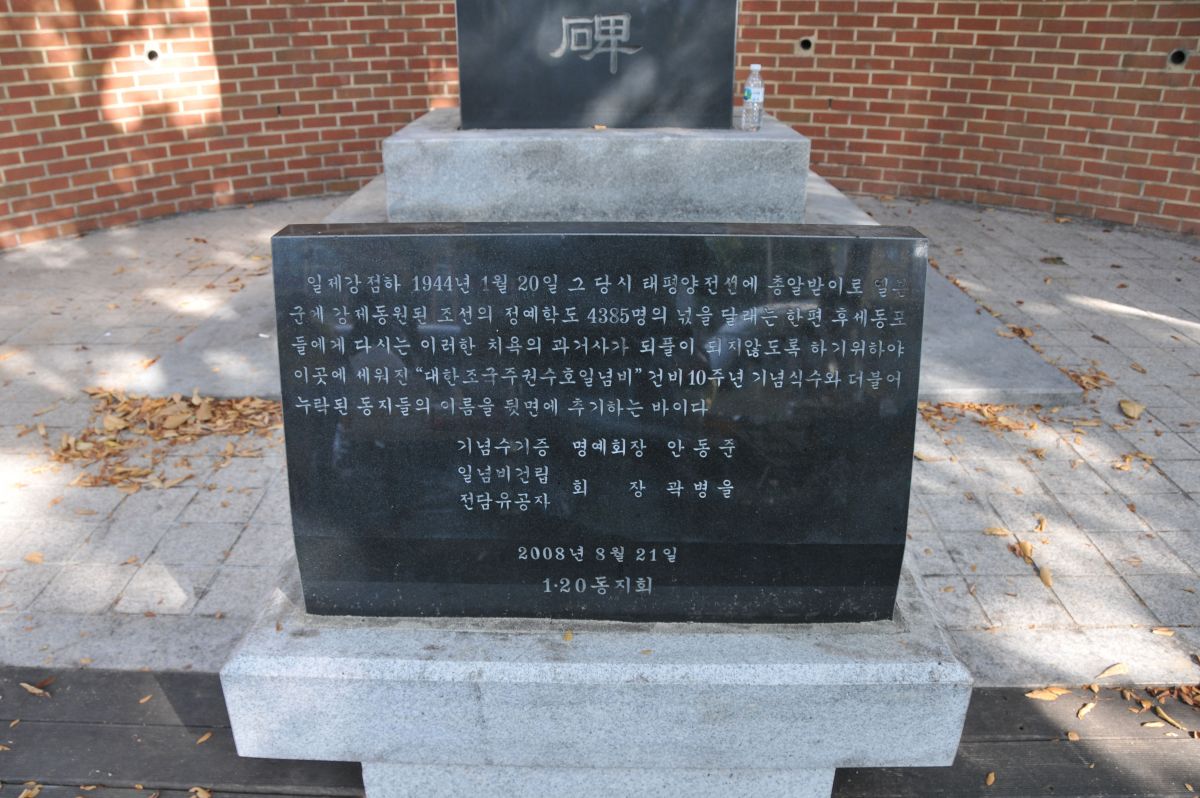 碑
일제강점하 1944년 1월 20일 그 당시 태평양전선에 총알받이로 일본
군게 강제동원된 조선의 정예학도 4385명의 넋을 달래는 한편 후세동포
들에게 다시는 이러한 치욕의 과거사가 되풀이 되지않도록 하기위하야
이곳에 세워진 “대한조국주권수호일념비” 건비10주년 기념식수와 더불어
누락된 동지들의 이름을 뒷면에 추기하는 바이다
기념수기증 명예회장 안동준
일념비건립
전담유공자 회 장 곽병을
2008년 8월 21일
1·20동지회